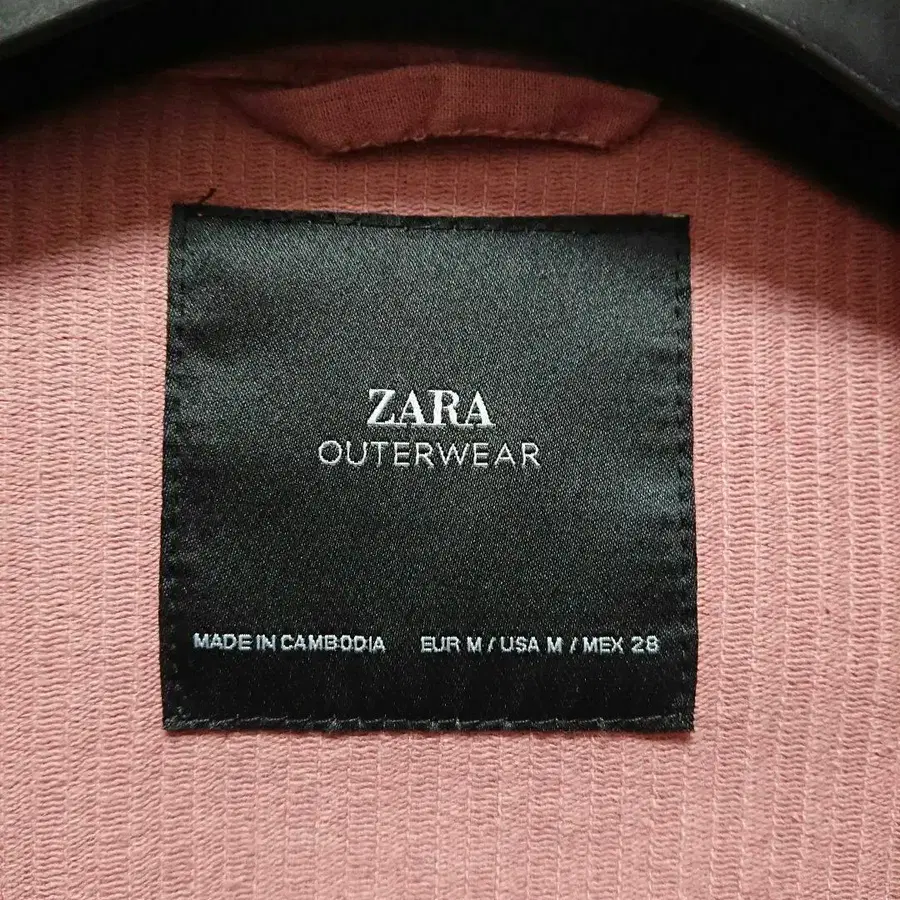 ZARA
OUTERWEAR
MADE IN CAMBODIA EUR M / USA M / MEX 28